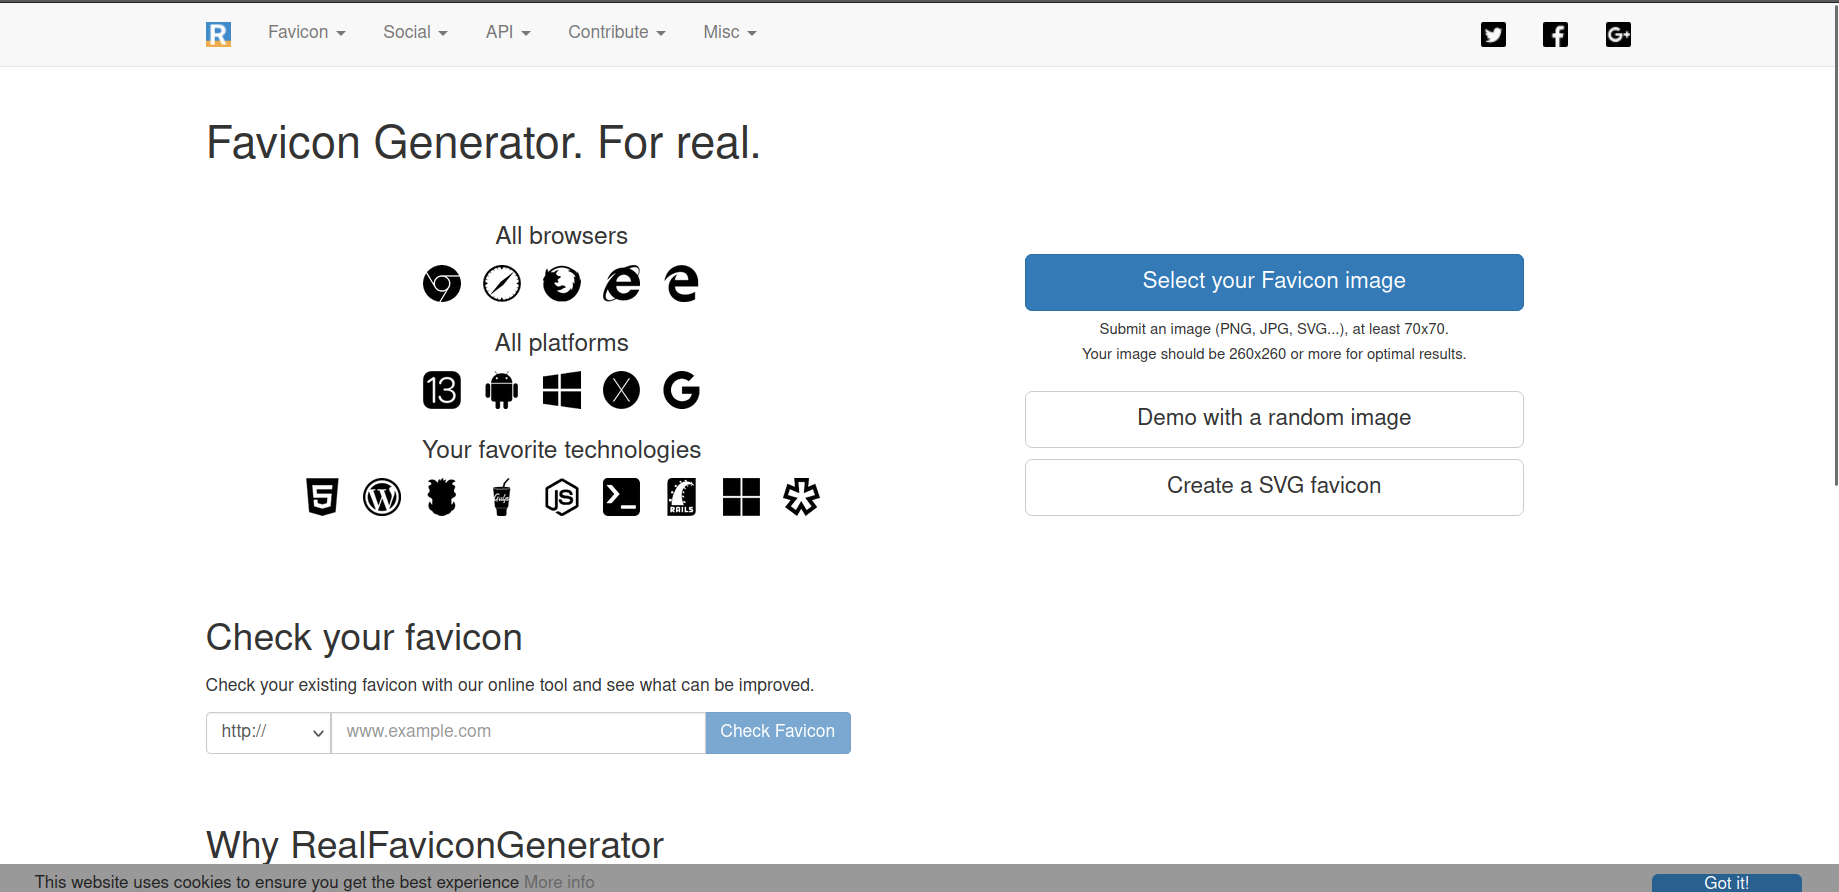 R
Favicon Social API Contribute Misc
G+
Favicon Generator. For real.
All browsers
All platforms
13 X G
Your favorite technologies
5 W Gulp JS >_ RAILS
Select your Favicon image
Submit an image (PNG, JPG, SVG...), at least 70x70.
Your image should be 260x260 or more for optimal results.
Demo with a random image
Create a SVG favicon
Check your favicon
Check your existing favicon with our online tool and see what can be improved.
http:// www.example.com Check Favicon
Why RealFaviconGenerator
This website uses cookies to ensure you get the best experience More info Got it!